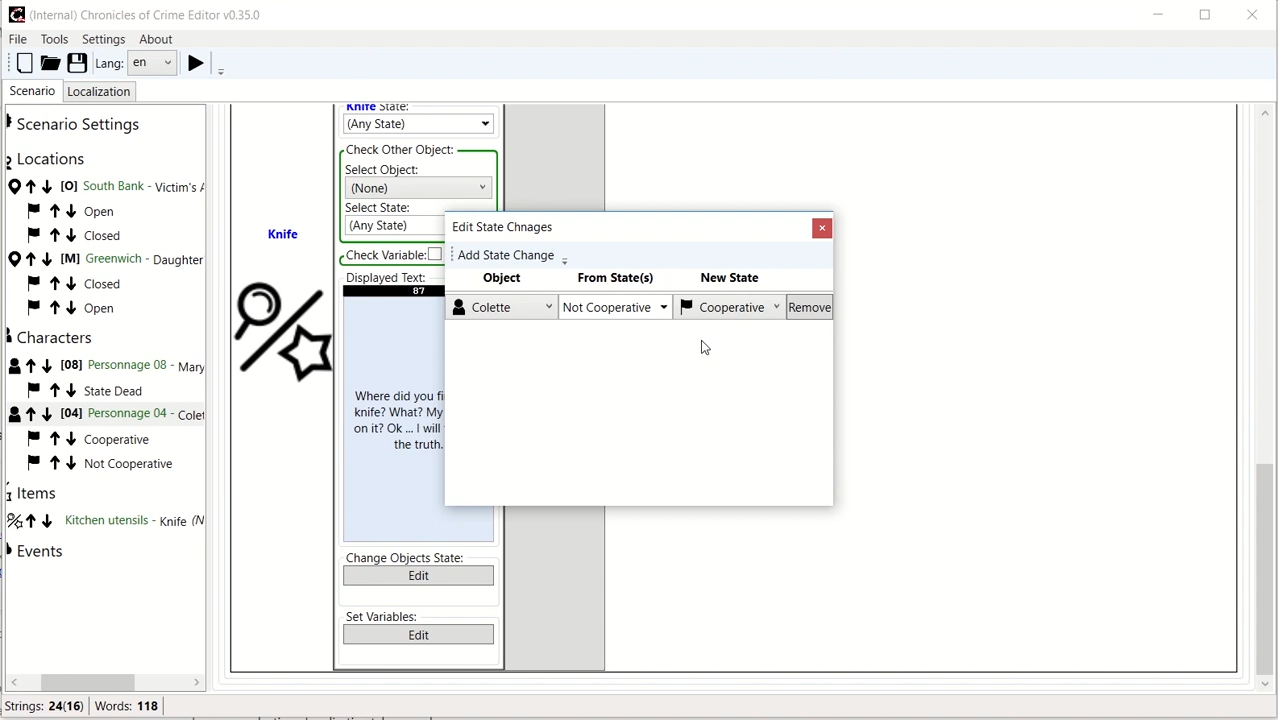 (Internal) Chronicles of Crime Editor v0.35.0
File Tools Settings About
Lang: en
Scenario Localization
Scenario Settings
Locations
[O] South Bank - Victim's
Open
Closed
[M] Greenwich - Daughter
Closed
Open
Characters
[08] Personnage 08 - Mary
State Dead
[04] Personnage 04 - Colet
Cooperative
Not Cooperative
Items
Kitchen utensils - Knife (N
Events
Knife
Knife State:
(Any State)
Check Other Object:
Select Object:
(None)
Select State:
(Any State)
Check Variable:
Displayed Text:
87
Where did you fi
knife? What? My
on it? Ok ... I will
the truth.
Change Objects State:
Edit
Set Variables:
Edit
Edit State Chnages
Add State Change
Object From State(s) New State
Colette Not Cooperative Cooperative Remove
Strings: 24(16) Words: 118